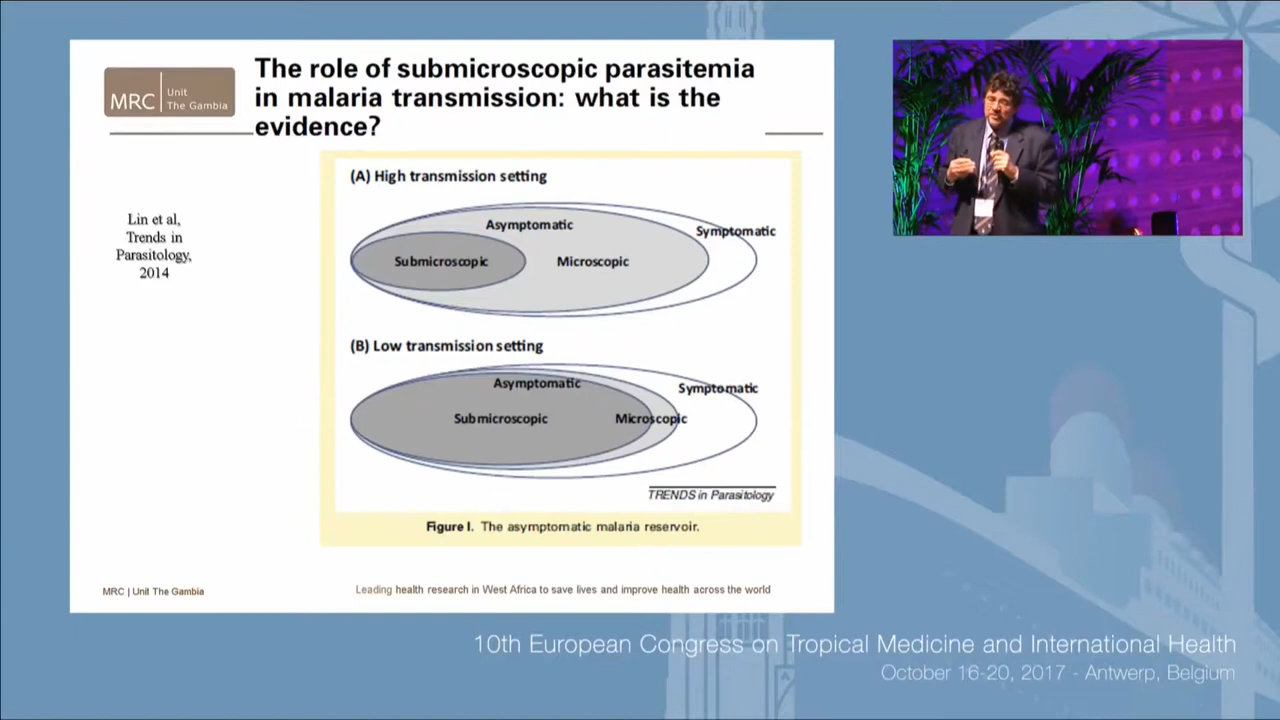 MRC
Unit
The Gambia
The role of submicroscopic parasitemia
in malaria transmission: what is the
evidence?
Lin et al,
Trends in
Parasitology,
2014
(A) High transmission setting
Asymptomatic
Symptomatic
Submicroscopic
Microscopic
(B) Low transmission setting
Asymptomatic
Symptomatic
Submicroscopic
Microscopic
TRENDS in Parasitology
Figure I. The asymptomatic malaria reservoir.
MRC | Unit The Gambia
Leading health research in West Africa to save lives and improve health across the world
10th European Congress on Tropical Medicine and International Health
October 16-20, 2017 - Antwerp, Belgium